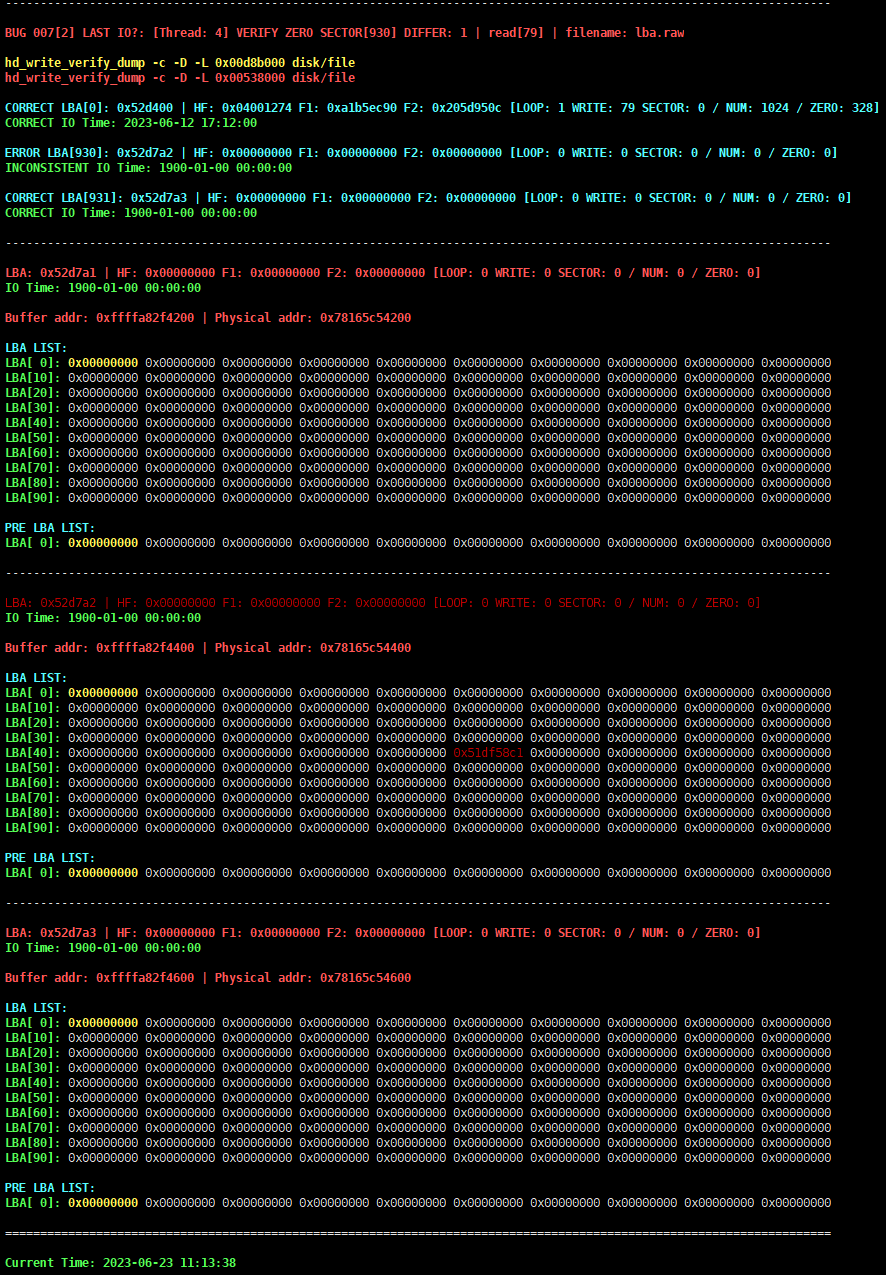 ----------------------------------------------------------------------------------------------------------------------
BUG 007[2] LAST IO?: [Thread: 4] VERIFY ZERO SECTOR[930] DIFFER: 1 | read[79] | filename: lba.raw
hd_write_verify_dump -c -D -L 0x00d8b000 disk/file
hd_write_verify_dump -c -D -L 0x00538000 disk/file
CORRECT LBA[0]: 0x52d400 | HF: 0x04001274 F1: 0xa1b5ec90 F2: 0x205d950c [LOOP: 1 WRITE: 79 SECTOR: 0 / NUM: 1024 / ZERO: 328]
CORRECT IO Time: 2023-06-12 17:12:00
ERROR LBA[930]: 0x52d7a2 | HF: 0x00000000 F1: 0x00000000 F2: 0x00000000 [LOOP: 0 WRITE: 0 SECTOR: 0 / NUM: 0 / ZERO: 0]
INCONSISTENT IO Time: 1900-01-00 00:00:00
CORRECT LBA[931]: 0x52d7a3 | HF: 0x00000000 F1: 0x00000000 F2: 0x00000000 [LOOP: 0 WRITE: 0 SECTOR: 0 / NUM: 0 / ZERO: 0]
CORRECT IO Time: 1900-01-00 00:00:00
----------------------------------------------------------------------------------------------------------------------
LBA: 0x52d7a1 | HF: 0x00000000 F1: 0x00000000 F2: 0x00000000 [LOOP: 0 WRITE: 0 SECTOR: 0 / NUM: 0 / ZERO: 0]
IO Time: 1900-01-00 00:00:00
Buffer addr: 0xffffa82f4200 | Physical addr: 0x78165c54200
LBA LIST:
LBA[ 0]: 0x00000000 0x00000000 0x00000000 0x00000000 0x00000000 0x00000000 0x00000000 0x00000000 0x00000000 0x00000000
LBA[10]: 0x00000000 0x00000000 0x00000000 0x00000000 0x00000000 0x00000000 0x00000000 0x00000000 0x00000000 0x00000000
LBA[20]: 0x00000000 0x00000000 0x00000000 0x00000000 0x00000000 0x00000000 0x00000000 0x00000000 0x00000000 0x00000000
LBA[30]: 0x00000000 0x00000000 0x00000000 0x00000000 0x00000000 0x00000000 0x00000000 0x00000000 0x00000000 0x00000000
LBA[40]: 0x00000000 0x00000000 0x00000000 0x00000000 0x00000000 0x00000000 0x00000000 0x00000000 0x00000000 0x00000000
LBA[50]: 0x00000000 0x00000000 0x00000000 0x00000000 0x00000000 0x00000000 0x00000000 0x00000000 0x00000000 0x00000000
LBA[60]: 0x00000000 0x00000000 0x00000000 0x00000000 0x00000000 0x00000000 0x00000000 0x00000000 0x00000000 0x00000000
LBA[70]: 0x00000000 0x00000000 0x00000000 0x00000000 0x00000000 0x00000000 0x00000000 0x00000000 0x00000000 0x00000000
LBA[80]: 0x00000000 0x00000000 0x00000000 0x00000000 0x00000000 0x00000000 0x00000000 0x00000000 0x00000000 0x00000000
LBA[90]: 0x00000000 0x00000000 0x00000000 0x00000000 0x00000000 0x00000000 0x00000000 0x00000000 0x00000000 0x00000000
PRE LBA LIST:
LBA[ 0]: 0x00000000 0x00000000 0x00000000 0x00000000 0x00000000 0x00000000 0x00000000 0x00000000 0x00000000 0x00000000
----------------------------------------------------------------------------------------------------------------------
LBA: 0x52d7a2 | HF: 0x00000000 F1: 0x00000000 F2: 0x00000000 [LOOP: 0 WRITE: 0 SECTOR: 0 / NUM: 0 / ZERO: 0]
IO Time: 1900-01-00 00:00:00
Buffer addr: 0xffffa82f4400 | Physical addr: 0x78165c54400
LBA LIST:
LBA[ 0]: 0x00000000 0x00000000 0x00000000 0x00000000 0x00000000 0x00000000 0x00000000 0x00000000 0x00000000 0x00000000
LBA[10]: 0x00000000 0x00000000 0x00000000 0x00000000 0x00000000 0x00000000 0x00000000 0x00000000 0x00000000 0x00000000
LBA[20]: 0x00000000 0x00000000 0x00000000 0x00000000 0x00000000 0x00000000 0x00000000 0x00000000 0x00000000 0x00000000
LBA[30]: 0x00000000 0x00000000 0x00000000 0x00000000 0x00000000 0x00000000 0x00000000 0x00000000 0x00000000 0x00000000
LBA[40]: 0x00000000 0x00000000 0x00000000 0x00000000 0x00000000 0x51df58c1 0x00000000 0x00000000 0x00000000 0x00000000
LBA[50]: 0x00000000 0x00000000 0x00000000 0x00000000 0x00000000 0x00000000 0x00000000 0x00000000 0x00000000 0x00000000
LBA[60]: 0x00000000 0x00000000 0x00000000 0x00000000 0x00000000 0x00000000 0x00000000 0x00000000 0x00000000 0x00000000
LBA[70]: 0x00000000 0x00000000 0x00000000 0x00000000 0x00000000 0x00000000 0x00000000 0x00000000 0x00000000 0x00000000
LBA[80]: 0x00000000 0x00000000 0x00000000 0x00000000 0x00000000 0x00000000 0x00000000 0x00000000 0x00000000 0x00000000
LBA[90]: 0x00000000 0x00000000 0x00000000 0x00000000 0x00000000 0x00000000 0x00000000 0x00000000 0x00000000 0x00000000
PRE LBA LIST:
LBA[ 0]: 0x00000000 0x00000000 0x00000000 0x00000000 0x00000000 0x00000000 0x00000000 0x00000000 0x00000000 0x00000000
----------------------------------------------------------------------------------------------------------------------
LBA: 0x52d7a3 | HF: 0x00000000 F1: 0x00000000 F2: 0x00000000 [LOOP: 0 WRITE: 0 SECTOR: 0 / NUM: 0 / ZERO: 0]
IO Time: 1900-01-00 00:00:00
Buffer addr: 0xffffa82f4600 | Physical addr: 0x78165c54600
LBA LIST:
LBA[ 0]: 0x00000000 0x00000000 0x00000000 0x00000000 0x00000000 0x00000000 0x00000000 0x00000000 0x00000000 0x00000000
LBA[10]: 0x00000000 0x00000000 0x00000000 0x00000000 0x00000000 0x00000000 0x00000000 0x00000000 0x00000000 0x00000000
LBA[20]: 0x00000000 0x00000000 0x00000000 0x00000000 0x00000000 0x00000000 0x00000000 0x00000000 0x00000000 0x00000000
LBA[30]: 0x00000000 0x00000000 0x00000000 0x00000000 0x00000000 0x00000000 0x00000000 0x00000000 0x00000000 0x00000000
LBA[40]: 0x00000000 0x00000000 0x00000000 0x00000000 0x00000000 0x00000000 0x00000000 0x00000000 0x00000000 0x00000000
LBA[50]: 0x00000000 0x00000000 0x00000000 0x00000000 0x00000000 0x00000000 0x00000000 0x00000000 0x00000000 0x00000000
LBA[60]: 0x00000000 0x00000000 0x00000000 0x00000000 0x00000000 0x00000000 0x00000000 0x00000000 0x00000000 0x00000000
LBA[70]: 0x00000000 0x00000000 0x00000000 0x00000000 0x00000000 0x00000000 0x00000000 0x00000000 0x00000000 0x00000000
LBA[80]: 0x00000000 0x00000000 0x00000000 0x00000000 0x00000000 0x00000000 0x00000000 0x00000000 0x00000000 0x00000000
LBA[90]: 0x00000000 0x00000000 0x00000000 0x00000000 0x00000000 0x00000000 0x00000000 0x00000000 0x00000000 0x00000000
PRE LBA LIST:
LBA[ 0]: 0x00000000 0x00000000 0x00000000 0x00000000 0x00000000 0x00000000 0x00000000 0x00000000 0x00000000 0x00000000
======================================================================================================================
Current Time: 2023-06-23 11:13:38